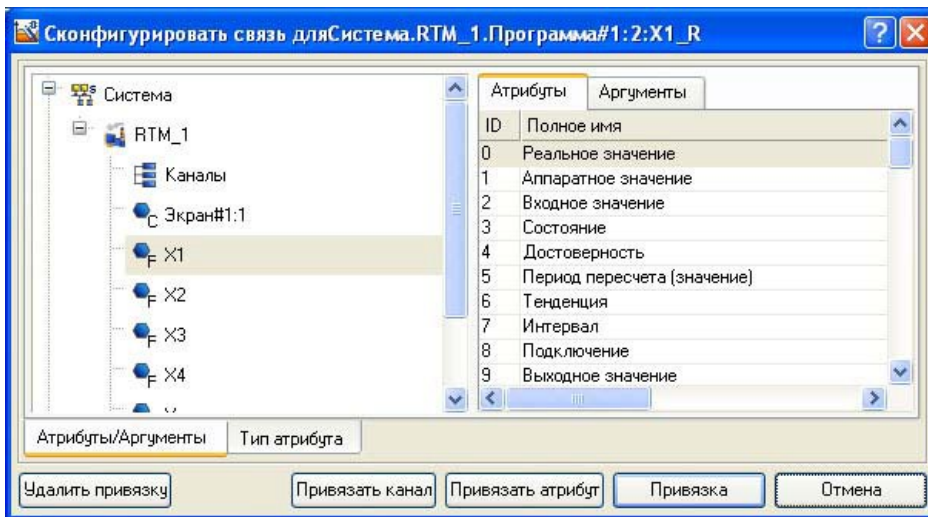 Сконфигурировать связь дляСистема.RTM_1.Программа#1:2:X1_R
Система
RTM_1
Каналы
Экран#1:1
X1
X2
X3
X4
Атрибуты/Аргументы Тип атрибута
Атрибуты Аргументы
ID Полное имя
0 Реальное значение
1 Аппаратное значение
2 Входное значение
3 Состояние
4 Достоверность
5 Период пересчета (значение)
6 Тенденция
7 Интервал
8 Подключение
9 Выходное значение
Удалить привязку Привязать канал Привязать атрибут Привязка Отмена